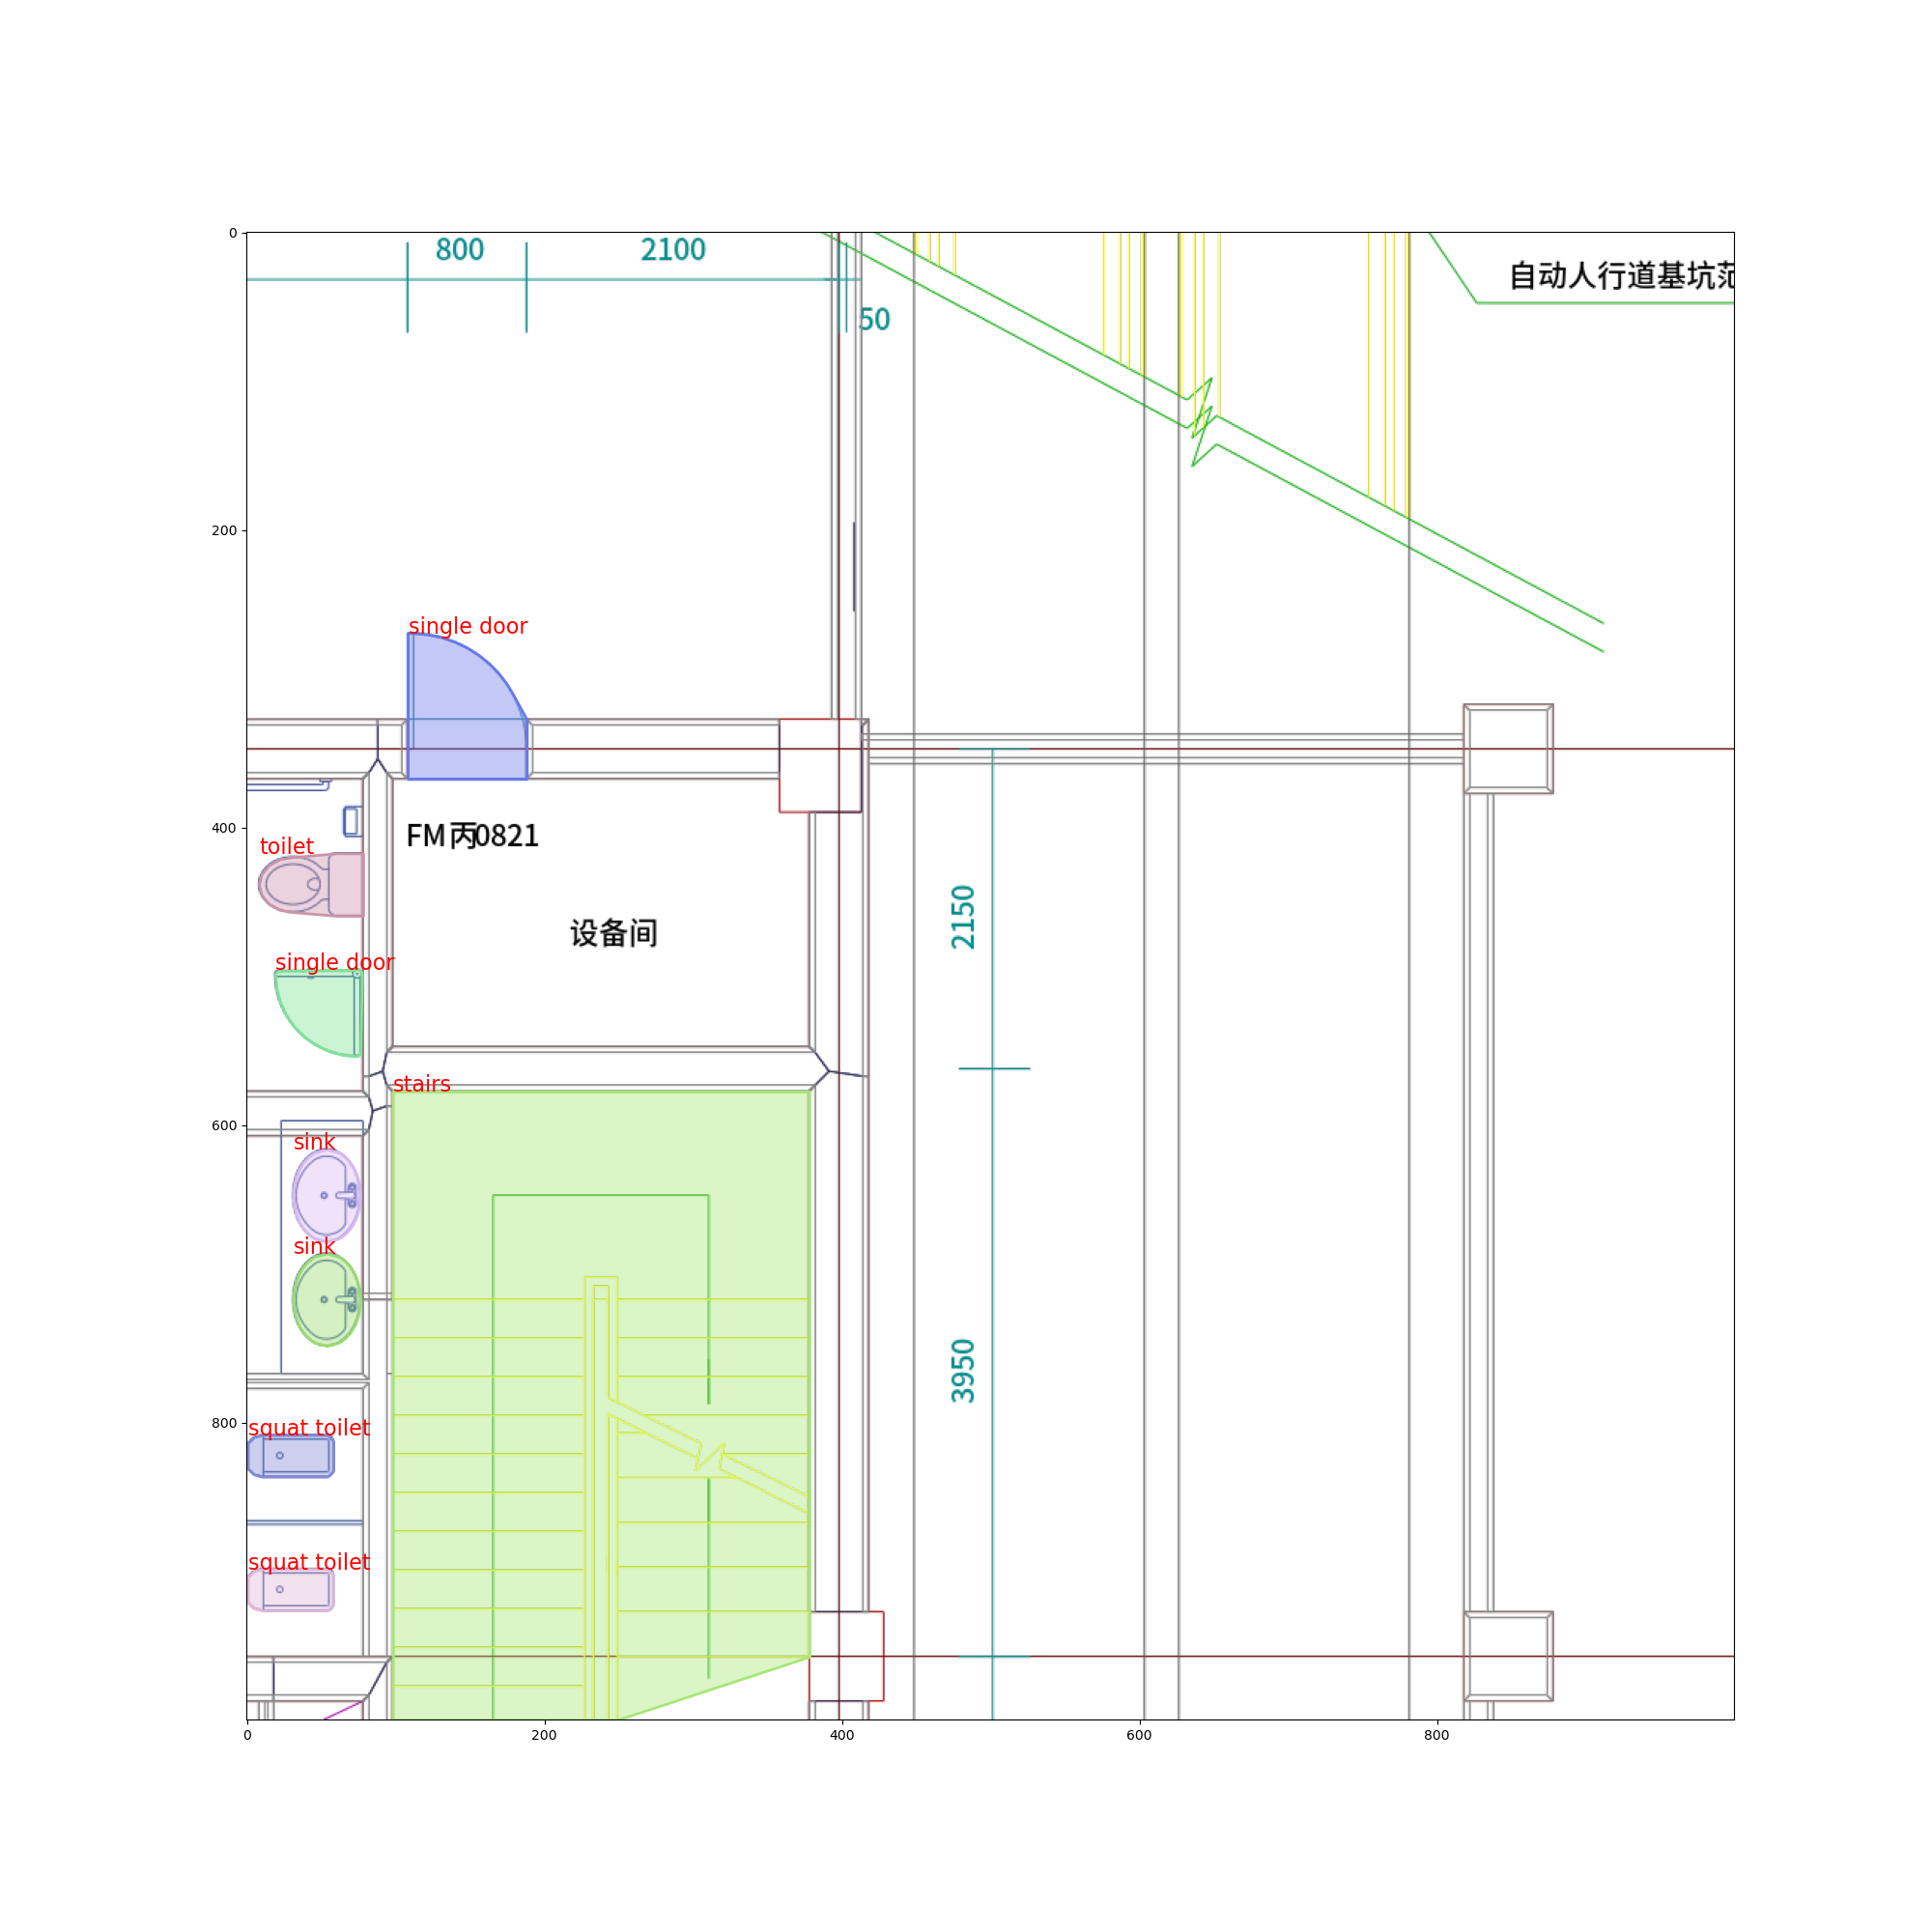 0
800
2100
自动人行道基坑范
50
200
single door
400
FM丙0821
toilet
2150
设备间
single door
stairs
600
sink
sink
3950
800
squat toilet
squat toilet
0
200
400
600
800